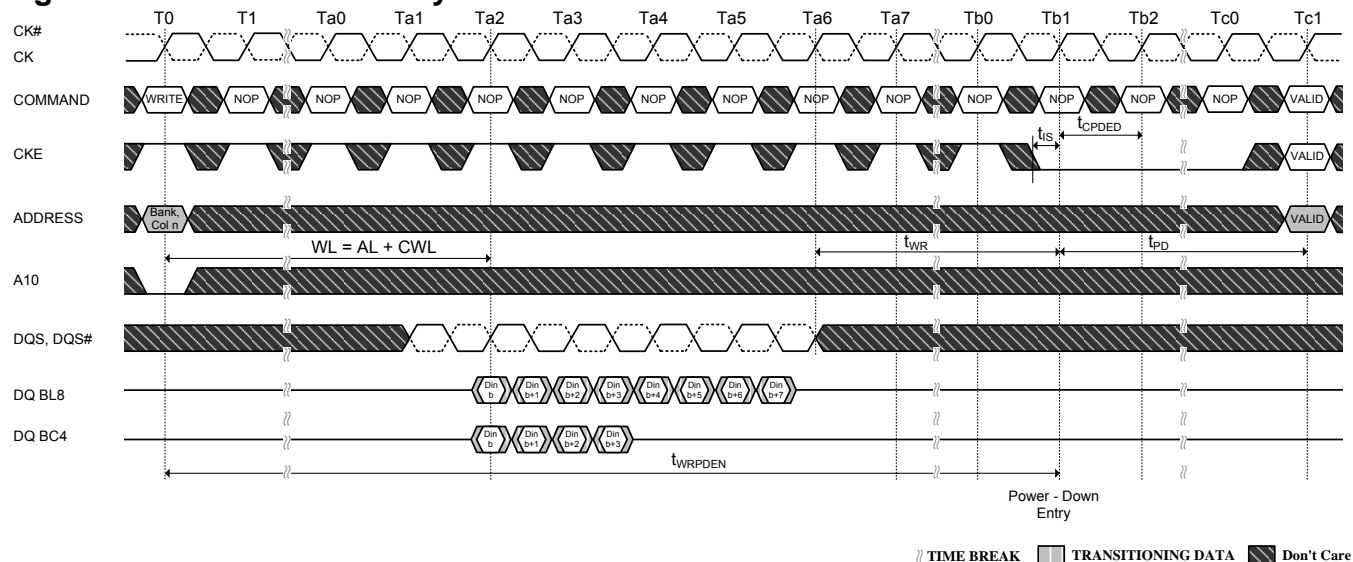 T0 T1 Ta0 Ta1 Ta2 Ta3 Ta4 Ta5 Ta6 Ta7 Tb0 Tb1 Tb2 Tc0 Tc1
CK#
CK
COMMAND WRITE NOP NOP NOP NOP NOP NOP NOP NOP NOP NOP NOP NOP NOP VALID
tIS tCPDED
CKE VALID
ADDRESS Bank, Col n VALID
WL = AL + CWL tWR tPD
A10
DQS, DQS#
DQ BL8 Din b Din b+1 Din b+2 Din b+3 Din b+4 Din b+5 Din b+6 Din b+7
DQ BC4 Din b Din b+1 Din b+2 Din b+3
tWRPDEN
Power - Down
Entry
TIME BREAK TRANSITIONING DATA Don't Care